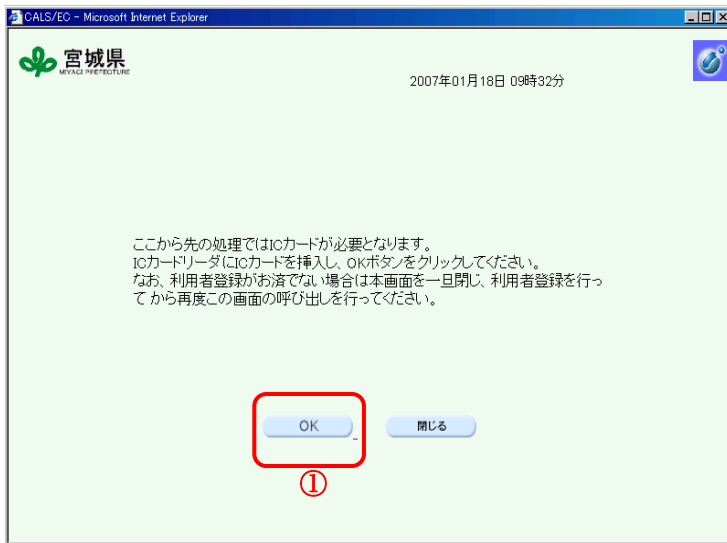 CALS/EC - Microsoft Internet Explorer
宮城県
MIYAGI PREFECTURE
2007年01月18日 09時32分
ここから先の処理ではICカードが必要となります。
ICカードリーダにICカードを挿入し、OKボタンをクリックしてください。
なお、利用者登録がお済でない場合は本画面を一旦閉じ、利用者登録を行っ
て から再度この画面の呼び出しを行ってください。
OK
閉じる
①